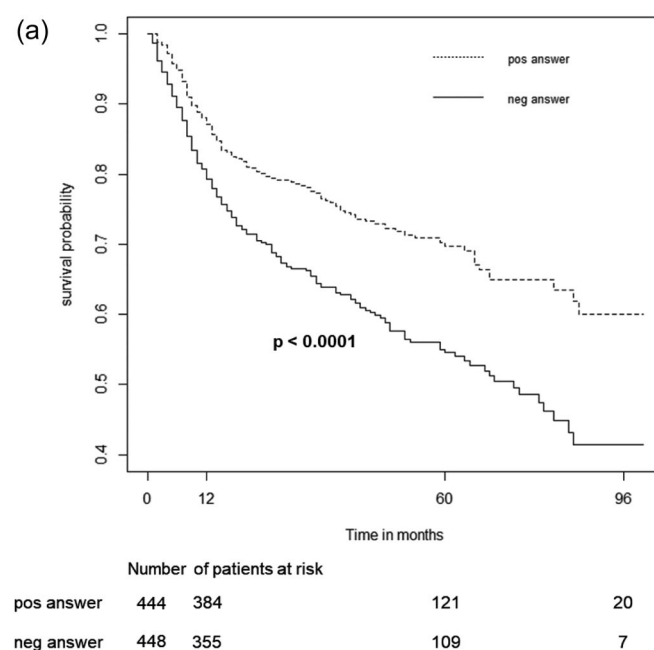 (a)
pos answer
neg answer
1.0
0.9
0.8
0.7
0.6
0.5
0.4
survival probability
p < 0.0001
0 12 60 96
Time in months
Number of patients at risk
pos answer 444 384 121 20
neg answer 448 355 109 7